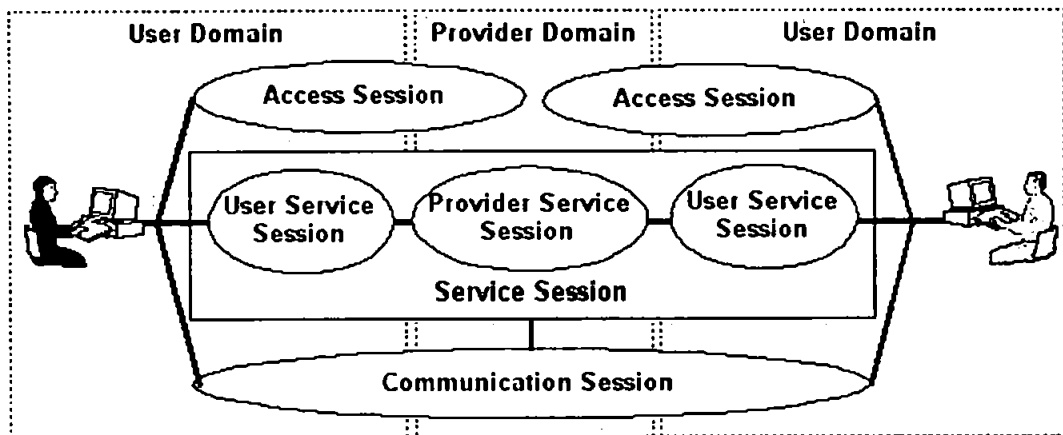 User Domain
Provider Domain
User Domain
Access Session
Access Session
User Service
Session
Provider Service
Session
User Service
Session
Service Session
Communication Session